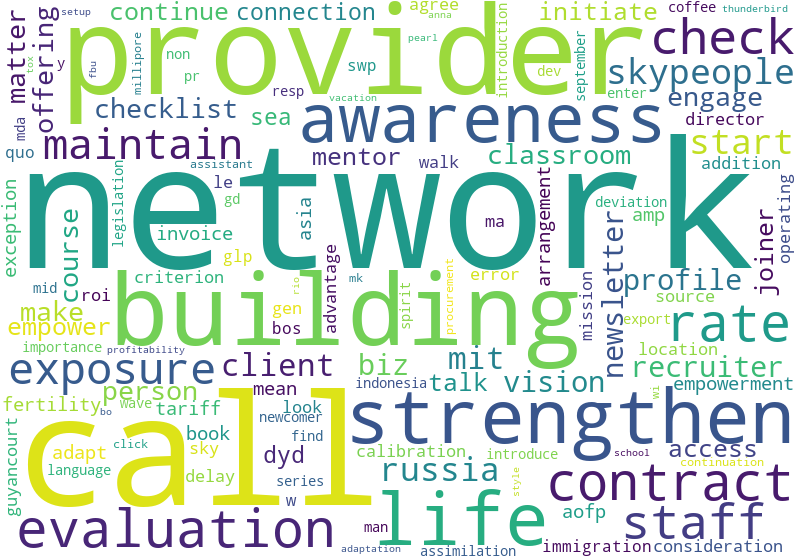 setup
continue
connection
agree
anna
initiate
coffee
thunderbird
matter
offering
provider
pearl
introduction
september
check
fbu
millipore
non
pr
swp
dev
skypeople
y
tox
resp
enter
engage
mda
checklist
sea
vacation
awareness
director
start
quo
maintain
mentor
walk
classroom
addition
assistant
le
legislation
gd
asia
network
deviation
amp
exception
course
invoice
ma
arrangement
joiner
operating
criterion
glp
advantage
mk
error
newsletter
mid
roi
gen
rio
spirit
procurement
mission
profile
source
make
empower
bos
building
export
rate
importance
profitability
location
exposure
client
biz
mit
recruiter
person
mean
indonesia
talk
vision
wi
empowerment
fertility
bo
wave
tariff
look
newcomer
call
strengthen
guyancourt
adapt
click
book
find
language
sky
dyd
calibration
introduce
school
access
delay
series
russia
style
continuation
w
contract
evaluation
man
life
aofp
staff
adaptation
assimilation
immigration
consideration